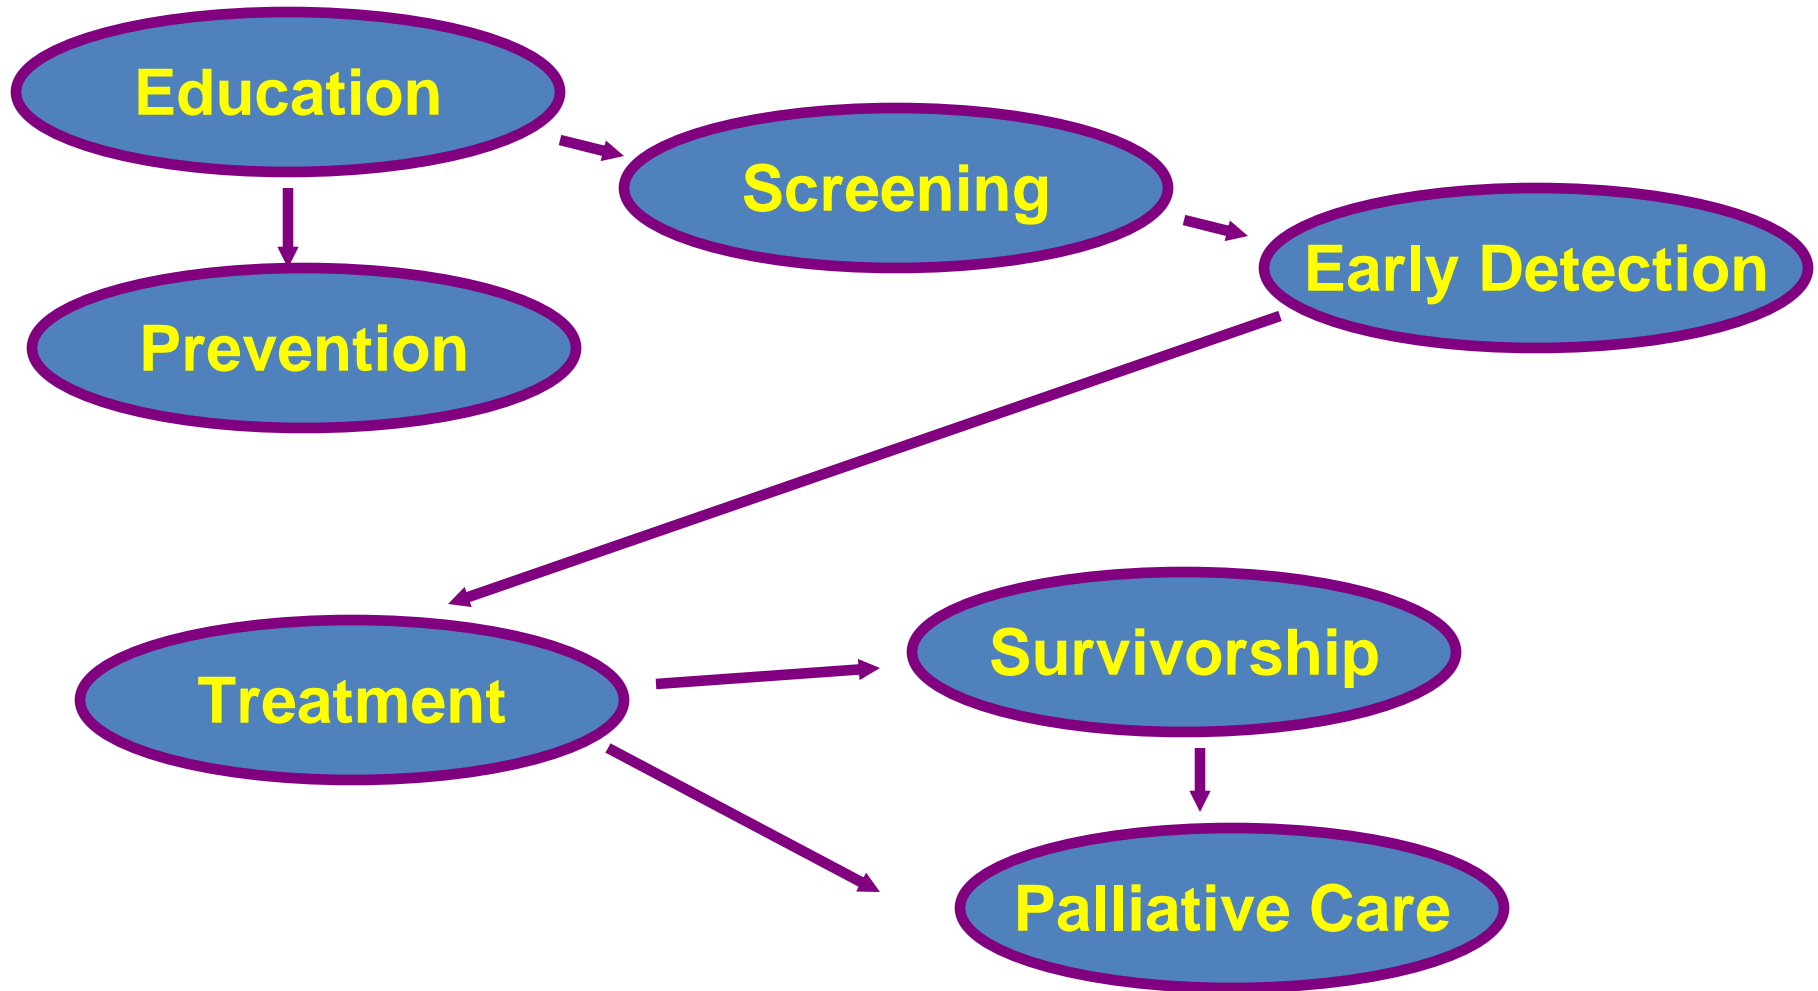 Education
Screening
Early Detection
Prevention
Survivorship
Treatment
Palliative Care